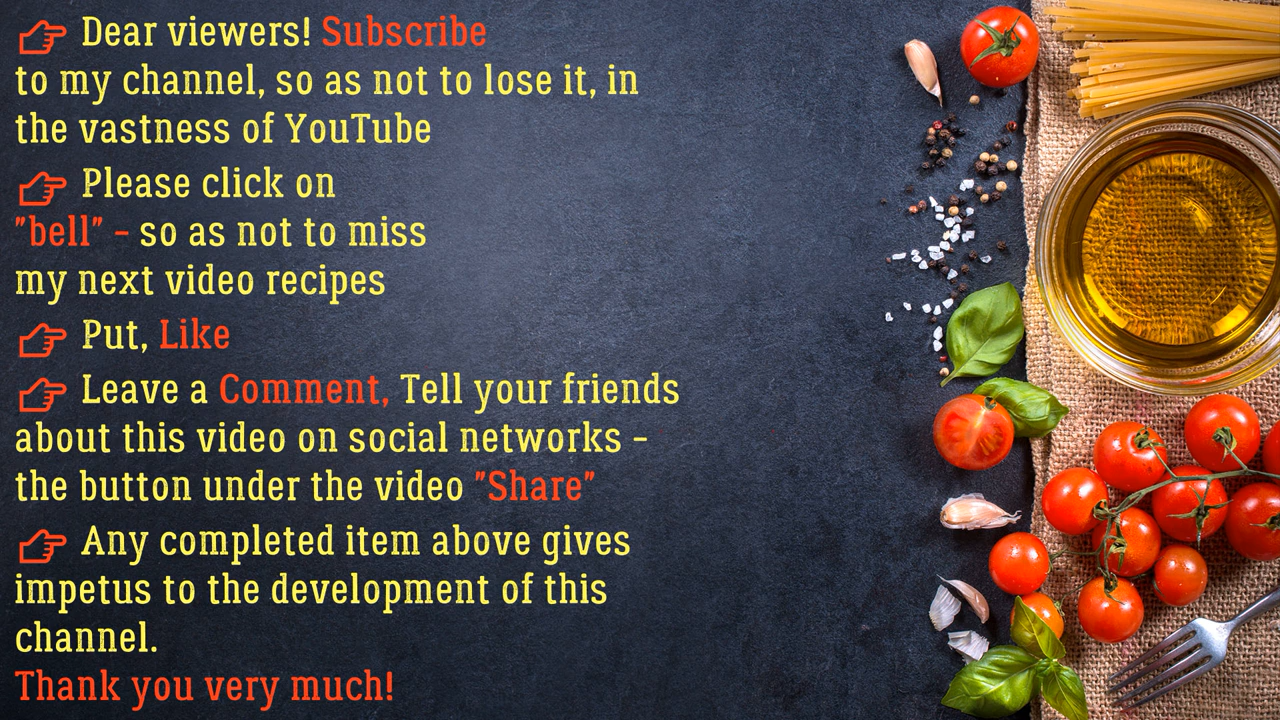 Dear viewers! Subscribe
to my channel, so as not to lose it, in
the vastness of YouTube
Please click on
"bell" - so as not to miss
my next video recipes
Put, Like
Leave a Comment, Tell your friends
about this video on social networks -
the button under the video "Share"
Any completed item above gives
impetus to the development of this
channel.
Thank you very much!